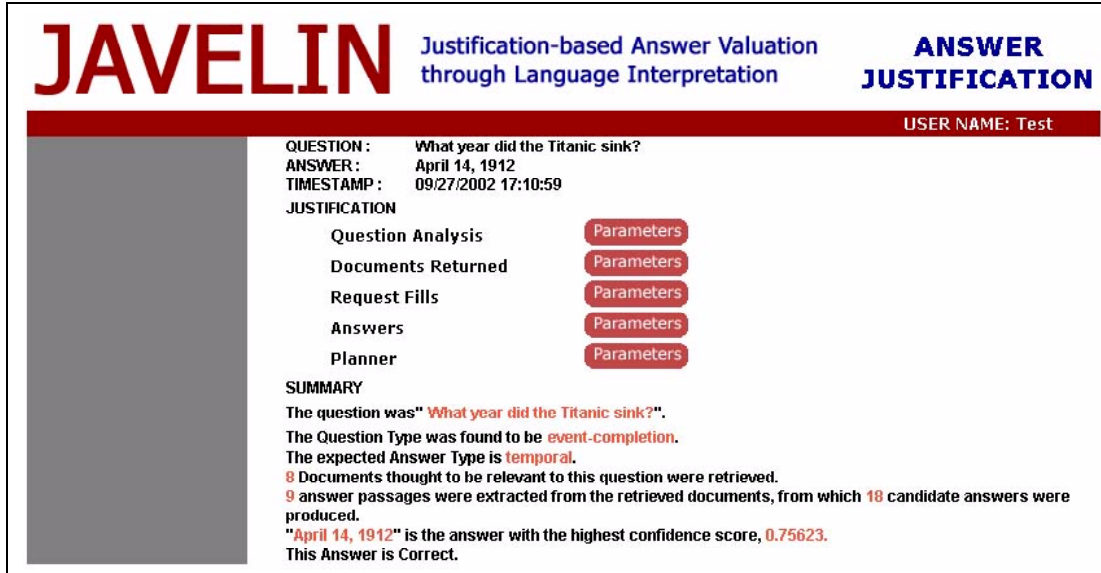 JAVELIN
Justification-based Answer Valuation
through Language Interpretation
ANSWER
JUSTIFICATION
USER NAME: Test
QUESTION : What year did the Titanic sink?
ANSWER : April 14, 1912
TIMESTAMP : 09/27/2002 17:10:59
JUSTIFICATION
Question Analysis Parameters
Documents Returned Parameters
Request Fills Parameters
Answers Parameters
Planner Parameters
SUMMARY
The question was" What year did the Titanic sink?".
The Question Type was found to be event-completion.
The expected Answer Type is temporal.
8 Documents thought to be relevant to this question were retrieved.
9 answer passages were extracted from the retrieved documents, from which 18 candidate answers were
produced.
"April 14, 1912" is the answer with the highest confidence score, 0.75623.
This Answer is Correct.